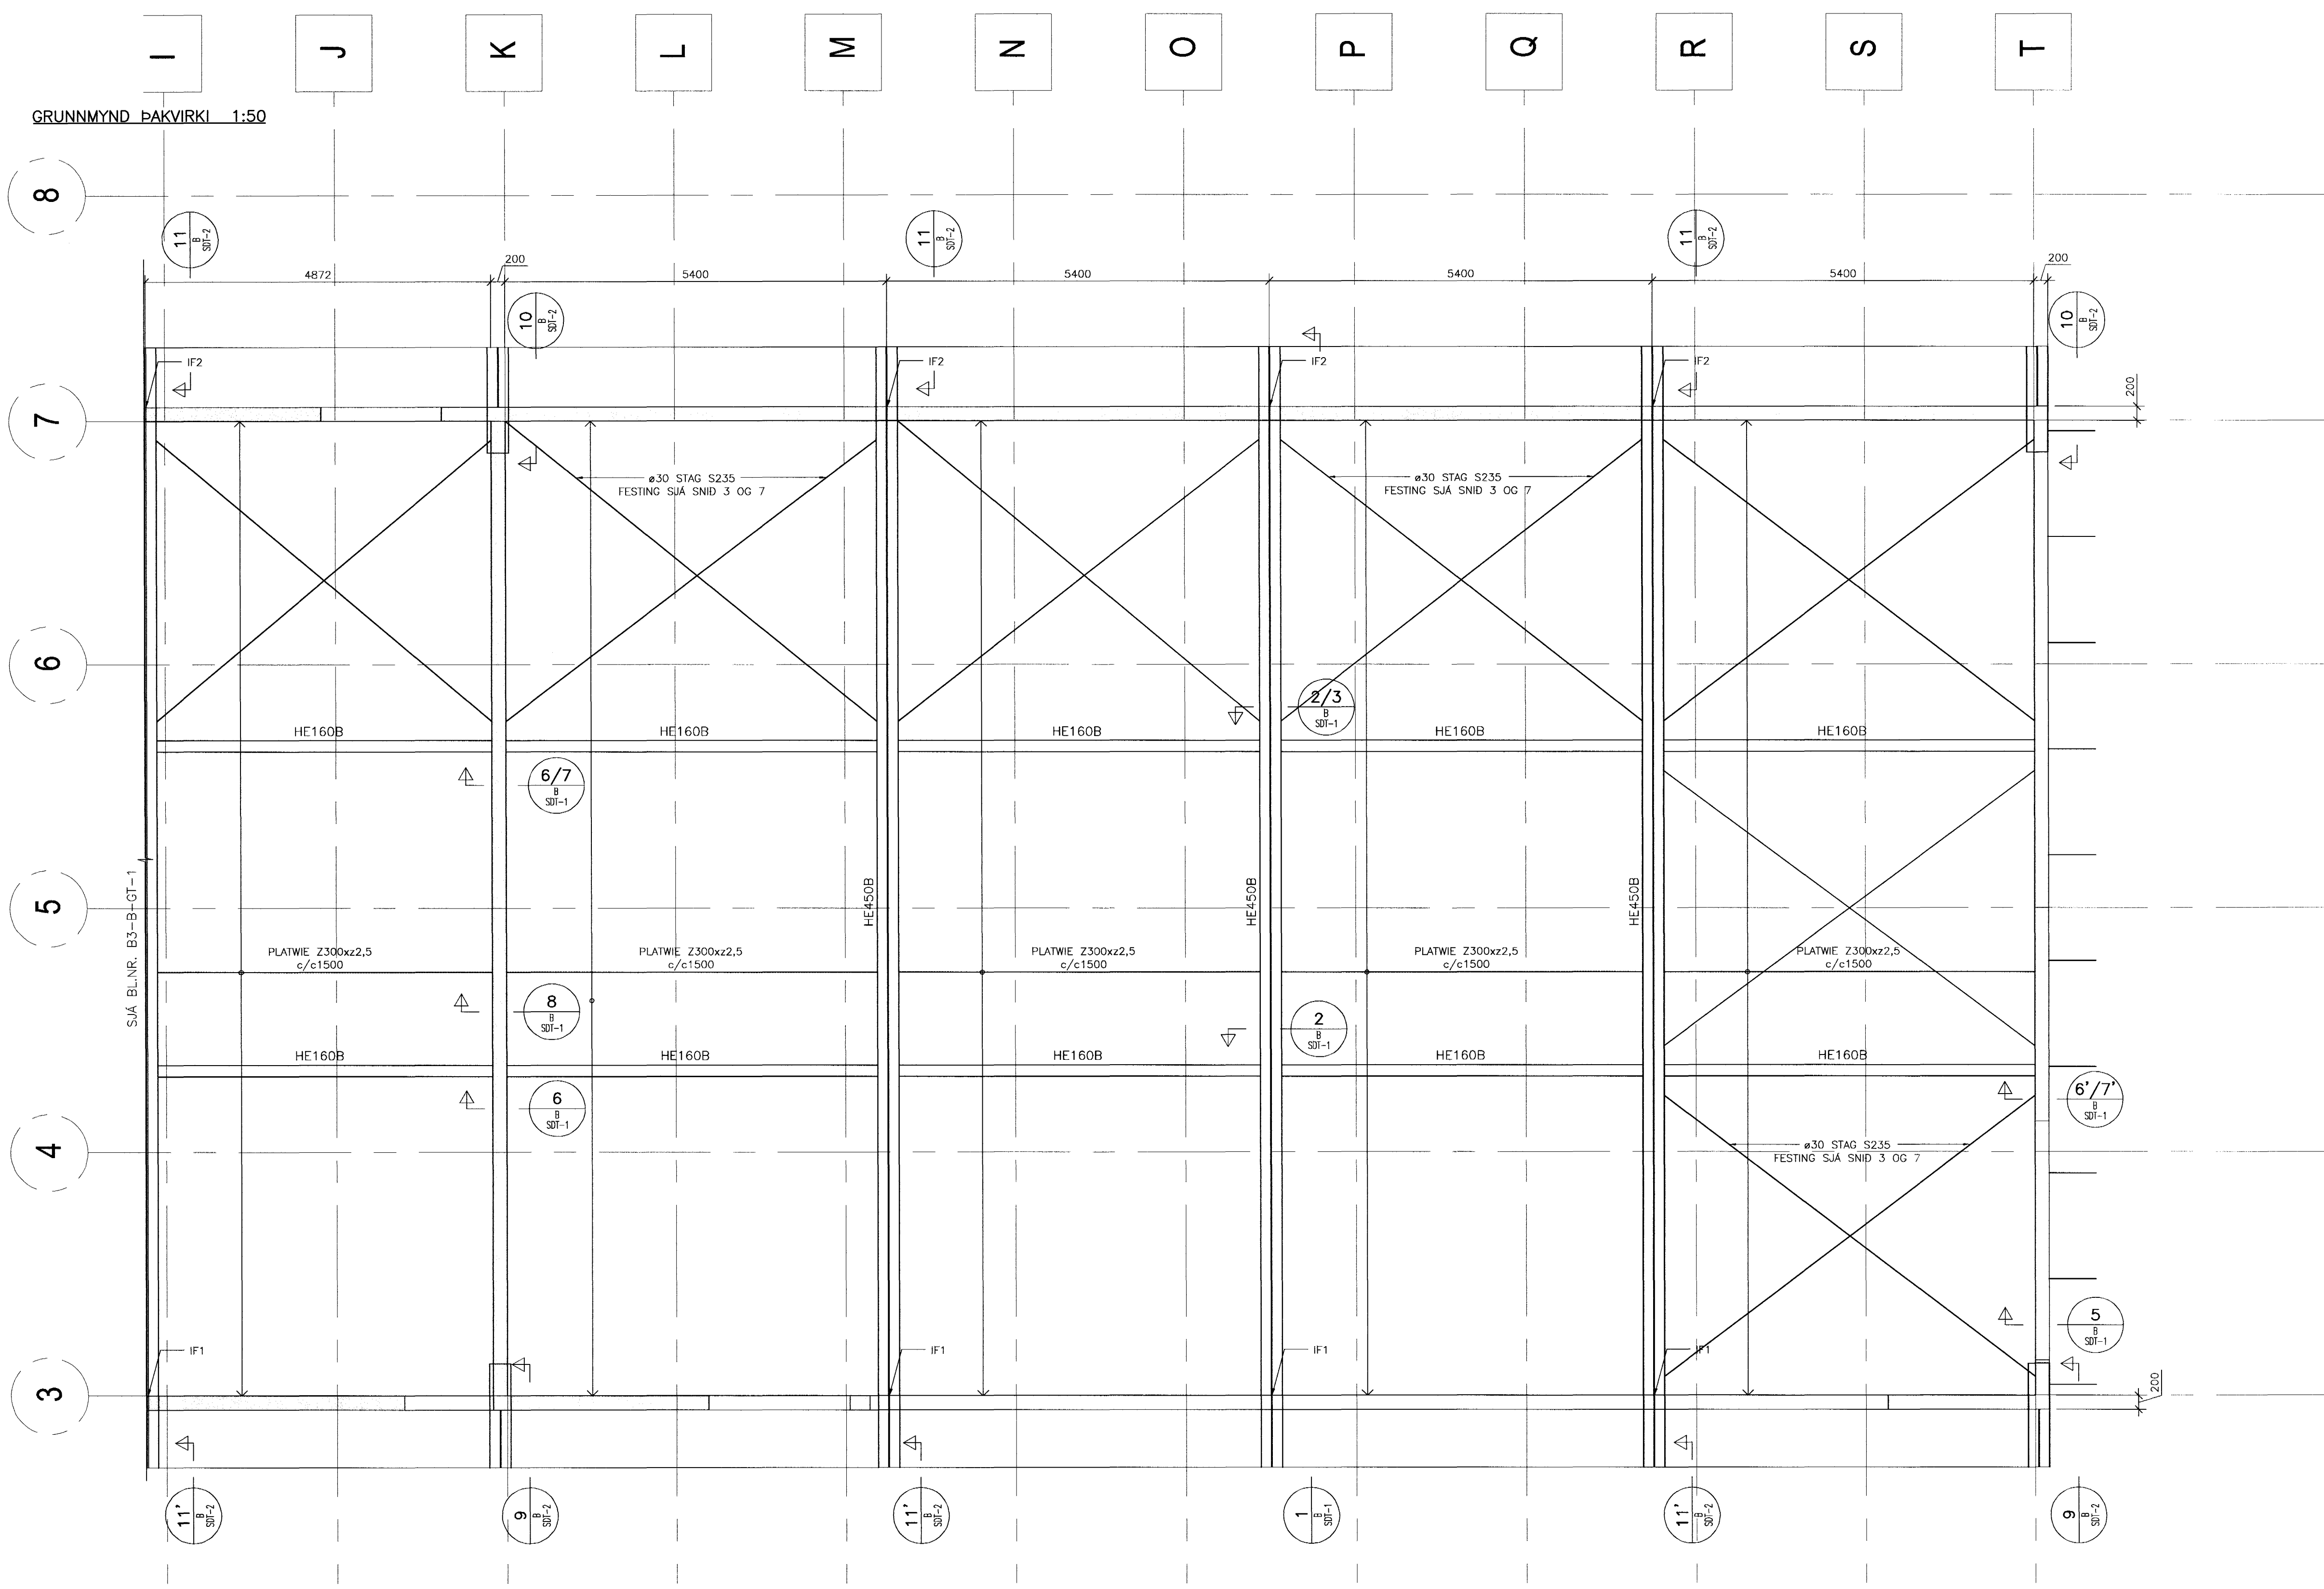 I J K L M N O P Q R S T
GRUNNMYND ÞAKVIRKI 1:50
8
11 B SDT-2
11 B SDT-2
11 B SDT-2
4872 200 5400 5400 5400 5400 200
10 B SDT-2
10 B SDT-2
IF2 IF2 IF2 IF2
200
7
ø30 STAG S235
FESTING SJÁ SNIÐ 3 OG 7
ø30 STAG S235
FESTING SJÁ SNIÐ 3 OG 7
6
2/3
B
SDT-1
HE160B HE160B HE160B HE160B HE160B
6/7
B
SDT-1
SJÁ BL.NR. B3-B-GT-1
HE450B HE450B HE450B
5
PLATWIE Z300xz2,5
c/c1500
PLATWIE Z300xz2,5
c/c1500
PLATWIE Z300xz2,5
c/c1500
PLATWIE Z300xz2,5
c/c1500
PLATWIE Z300xz2,5
c/c1500
8
B
SDT-1
2
B
SDT-1
HE160B HE160B HE160B HE160B HE160B
6
B
SDT-1
6'/7'
B
SDT-1
4
ø30 STAG S235
FESTING SJÁ SNIÐ 3 OG 7
5
B
SDT-1
IF1 IF1 IF1 IF1
3
200
11' B SDT-2
9 B SDT-2
11' B SDT-2
1 B SDT-1
11' B SDT-2
9 B SDT-2